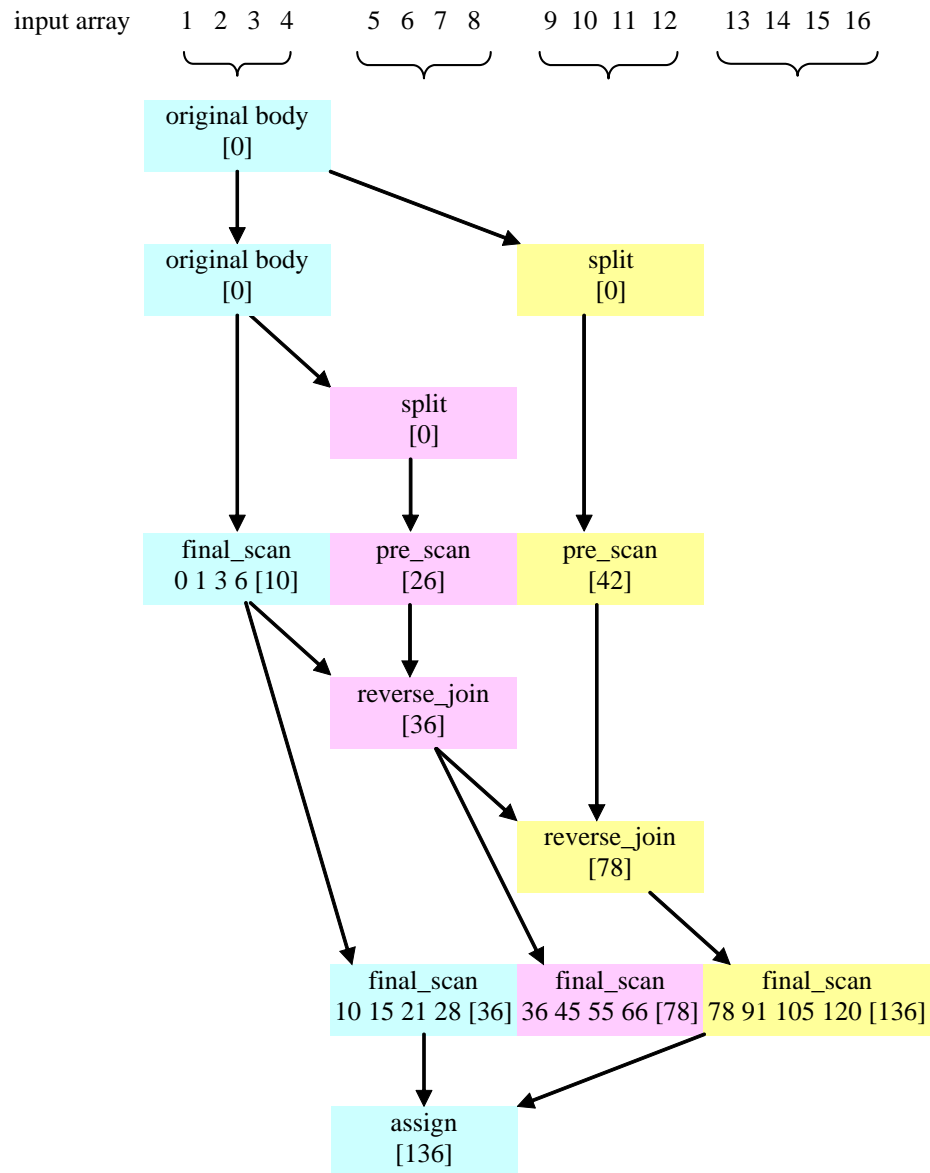 input array 1 2 3 4 5 6 7 8 9 10 11 12 13 14 15 16
original body
[0]
original body
[0]
split
[0]
split
[0]
final_scan
0 1 3 6 [10]
pre_scan
[26]
pre_scan
[42]
reverse_join
[36]
reverse_join
[78]
final_scan
10 15 21 28 [36]
final_scan
36 45 55 66 [78]
final_scan
78 91 105 120 [136]
assign
[136]